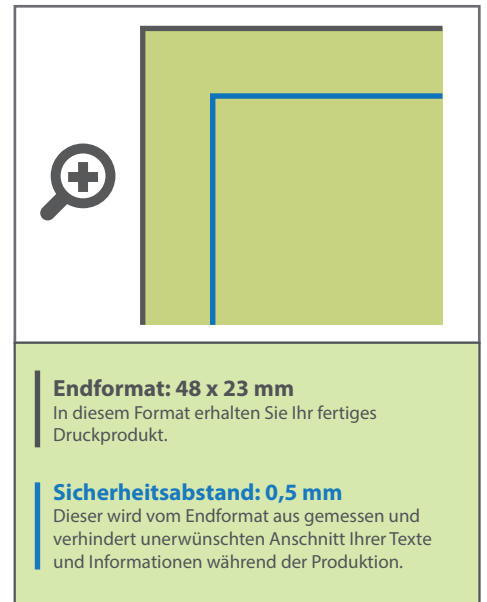 Endformat: 48 x 23 mm
In diesem Format erhalten Sie Ihr fertiges
Druckprodukt.
Sicherheitsabstand: 0,5 mm
Dieser wird vom Endformat aus gemessen und
verhindert unerwünschten Anschnitt Ihrer Texte
und Informationen während der Produktion.